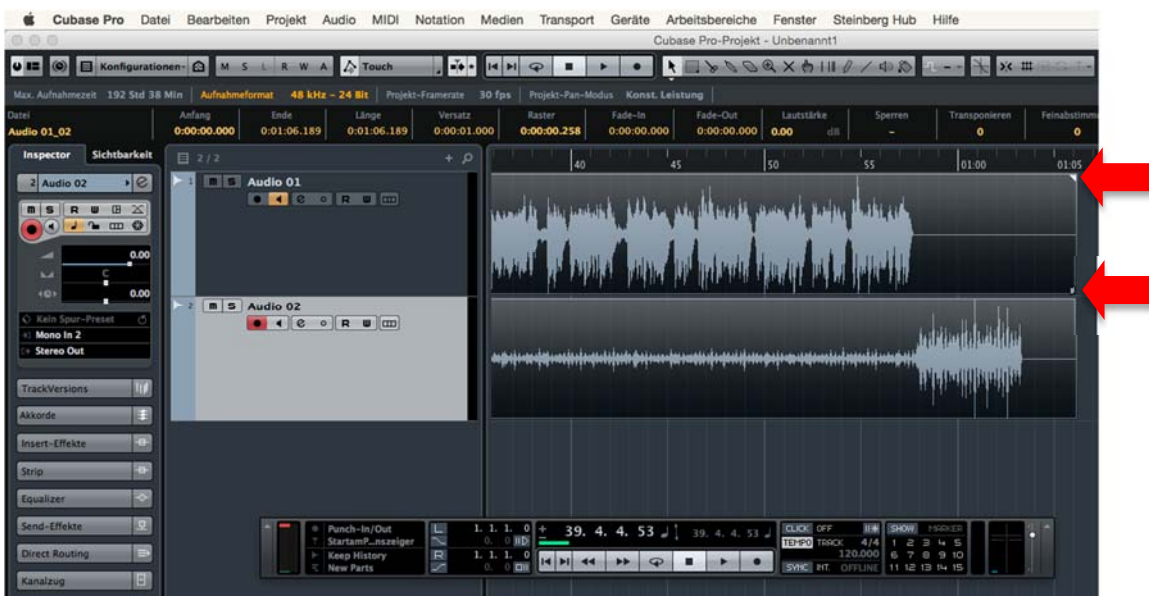 Cubase Pro Datei Bearbeiten Projekt Audio MIDI Notation Medien Transport Geräte Arbeitsbereiche Fenster Steinberg Hub Hilfe
Cubase Pro-Projekt - Unbenannt1
Konfigurationen- M S L R W A Touch
Max. Aufnahmezeit 192 Std 38 Min Aufnahmeformat 48 kHz - 24 Bit Projekt-Framerate 30 fps Projekt-Pan-Modus Konst. Leistung
Datei Anfang Ende Länge Versatz Raster Fade-In Fade-Out Lautstärke Sperren Transponieren Feinabstimm
Audio 01_02 0:00:00.000 0:01:06.189 0:01:06.189 0:00:01.000 0:00:00.258 0:00:00.000 0:00:00.000 0.00 dB - 0 0
Inspector Sichtbarkeit 2 / 2 +
40 45 50 55 01:00 01:05
2 Audio 02 e
1 m S Audio 01
e R W
m S R W
0.00
C
0.00
2 m S Audio 02
e R W
Kein Spur-Preset
Mono In 2
Stereo Out
TrackVersions
Akkorde
Insert-Effekte
Strip
Equalizer
Send-Effekte
Direct Routing
Kanalzug
Punch-In/Out L 1. 1. 1. 0 39. 4. 4. 53 39. 4. 4. 53 CLICK OFF SHOW MARKER
StartamP...nszeiger 0. 0 TEMPO TRACK 4/4 1 2 3 4 5
Keep History R 1. 1. 1. 0 120.000 6 7 8 9 10
New Parts 0. 0 SYNC INT. OFFLINE 11 12 13 14 15